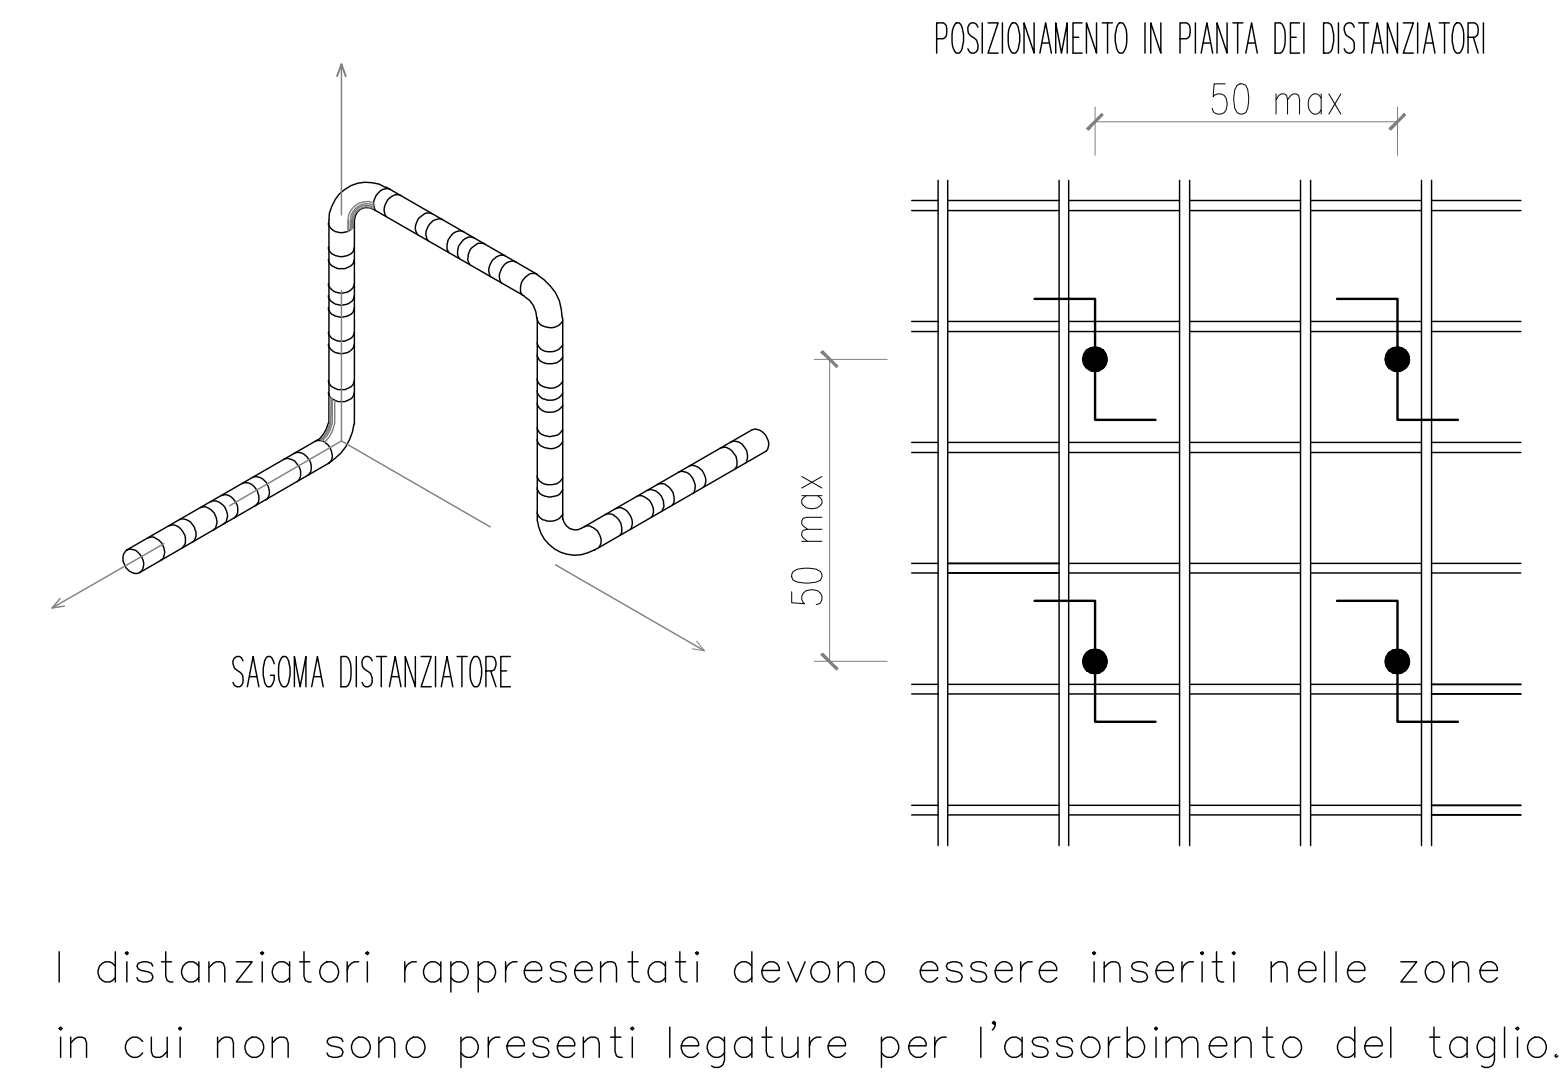 POSIZIONAMENTO IN PIANTA DEI DISTANZIATORI
50 max
50 max
SAGOMA DISTANZIATORE
I distanziatori rappresentati devono essere inseriti nelle zone
in cui non sono presenti legature per l'assorbimento del taglio.